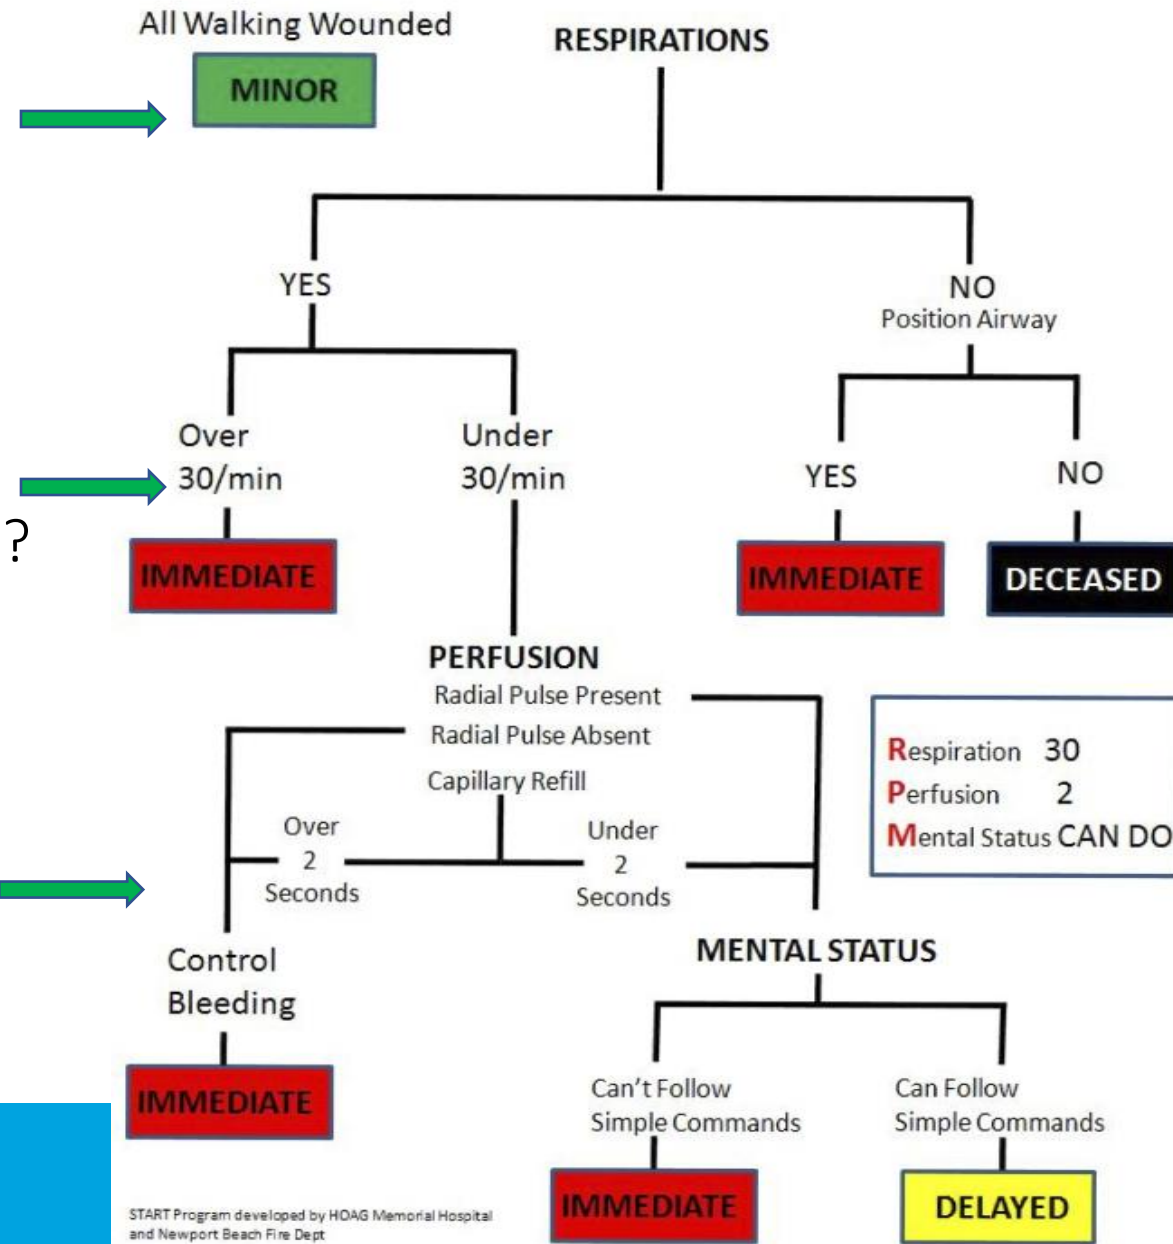 All Walking Wounded
MINOR
RESPIRATIONS
YES
NO
Position Airway
Over
30/min
Under
30/min
YES
NO
?
IMMEDIATE
IMMEDIATE
DECEASED
PERFUSION
Radial Pulse Present
Radial Pulse Absent
Capillary Refill
Over
2
Seconds
Under
2
Seconds
Respiration 30
Perfusion 2
Mental Status CAN DO
Control
Bleeding
IMMEDIATE
MENTAL STATUS
Can't Follow
Simple Commands
Can Follow
Simple Commands
IMMEDIATE
DELAYED
START Program developed by HOAG Memorial Hospital
and Newport Beach Fire Dept